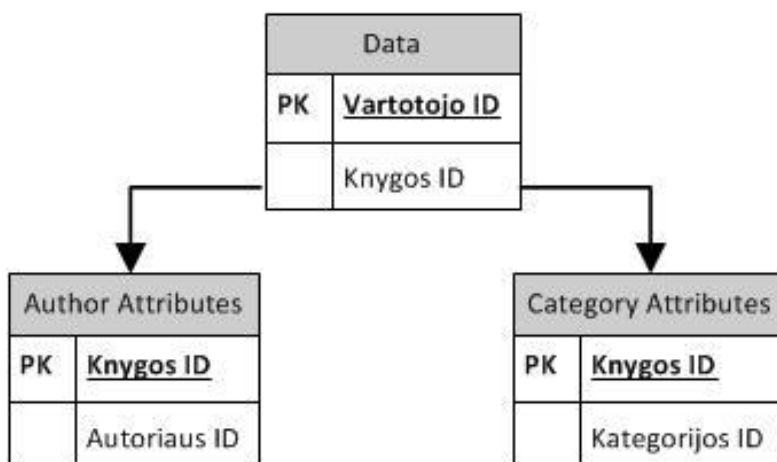 Data
PK Vartotojo ID
Knygos ID
Author Attributes
PK Knygos ID
Autoriaus ID
Category Attributes
PK Knygos ID
Kategorijos ID